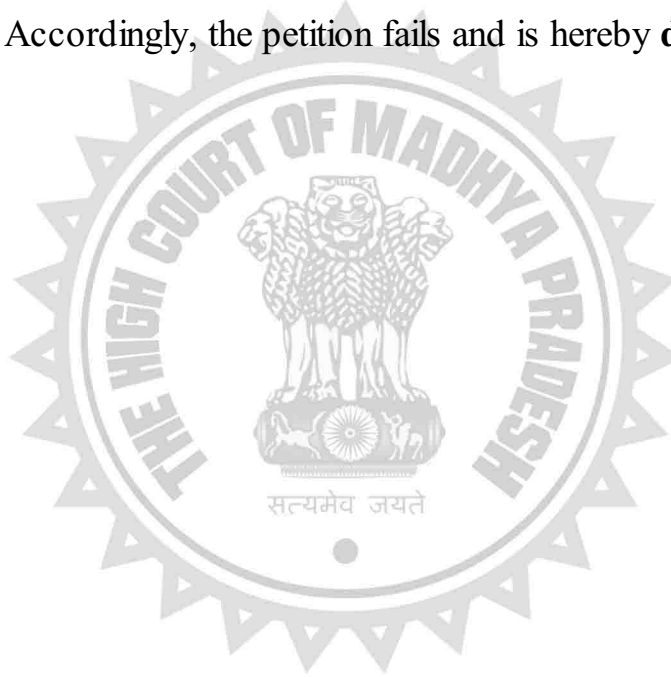 Accordingly, the petition fails and is hereby
THE HIGH COURT OF MADHYA PRADESH
सत्यमेव जयते